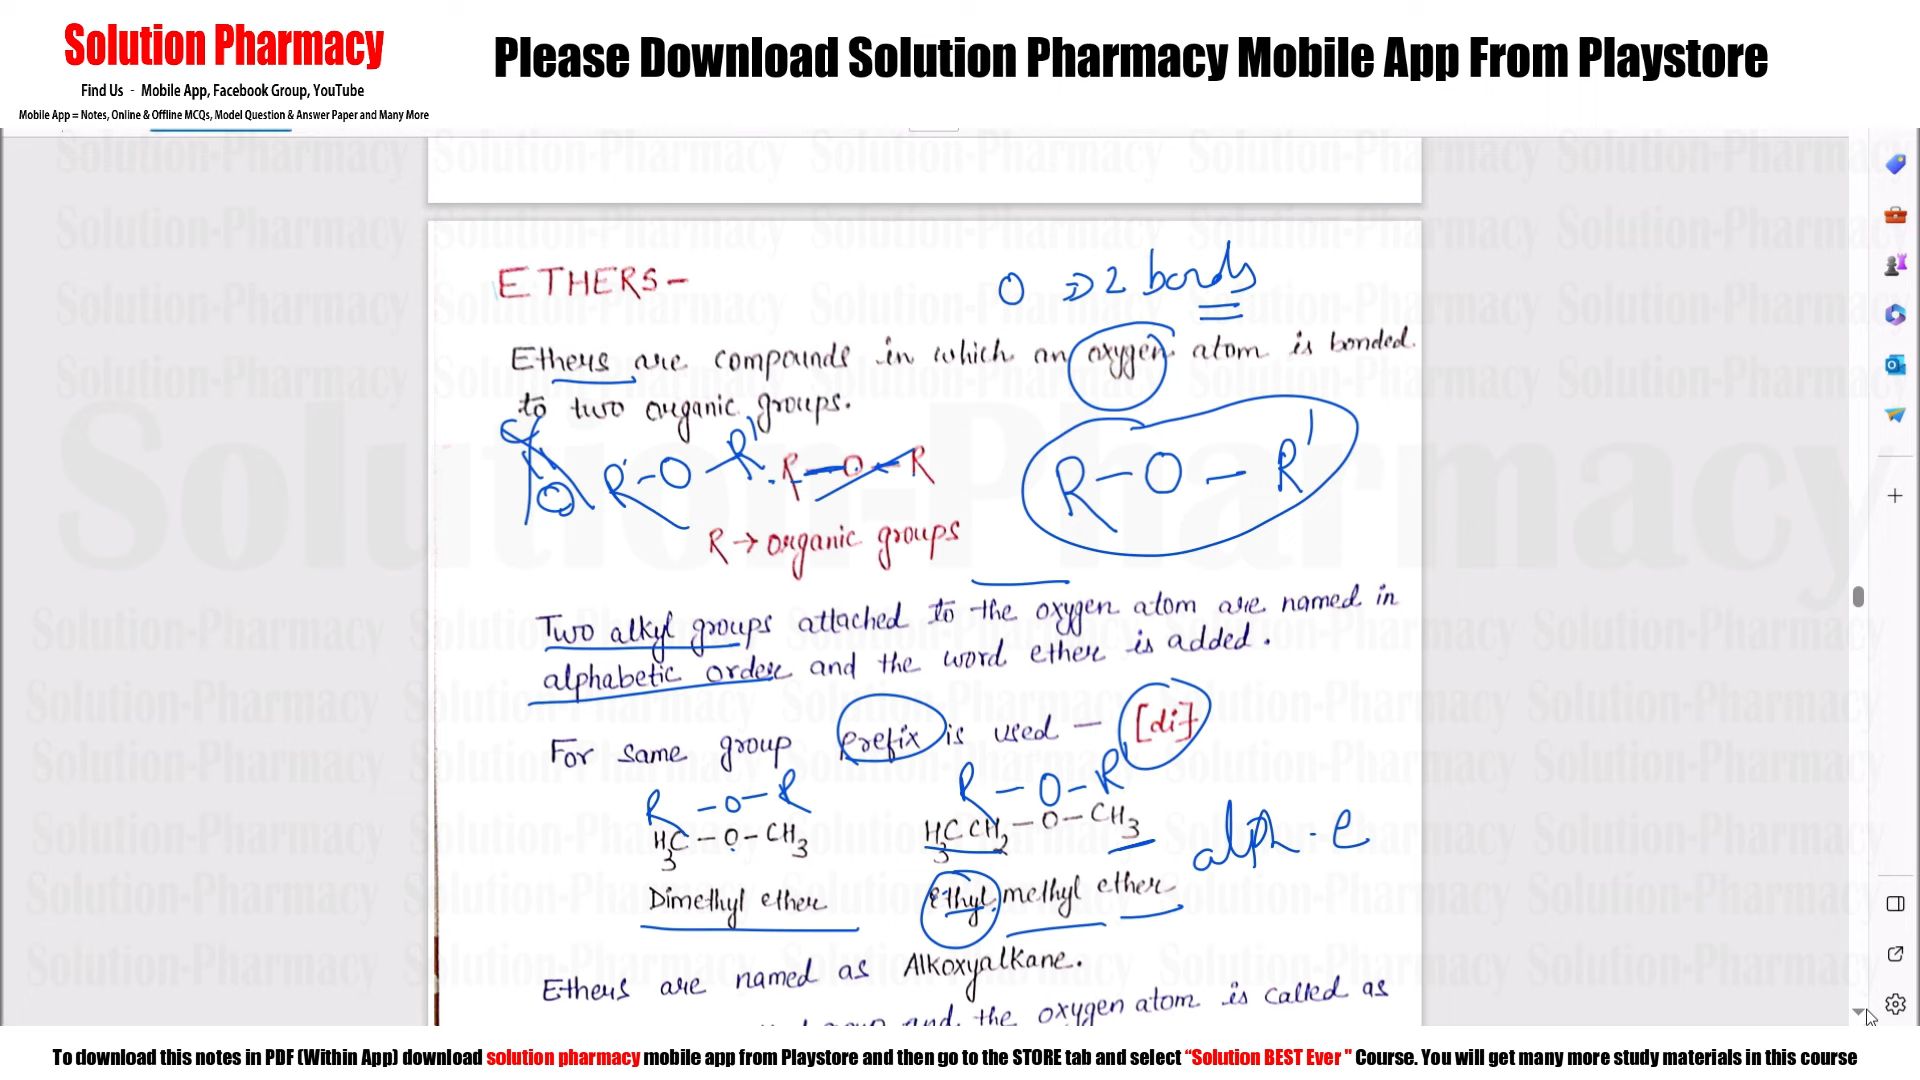 Solution Pharmacy
Please Download Solution Pharmacy Mobile App From Playstore
Find Us - Mobile App, Facebook Group, YouTube
Mobile App = Notes, Online & Offline MCQs, Model Question & Answer Paper and Many More
ETHERS-
O ⇒ 2 bonds
Ethers are compounds in which an oxygen atom is bonded
to two organic groups.
R-O-R'
R-O-R
R-O-R'
R → organic groups
Two alkyl groups attached to the oxygen atom are named in
alphabetic order and the word ether is added.
For same group prefix is used - [di]
R-O-R
R-O-R'
H3C-O-CH3
H3C CH2-O-CH3
alph - e
Dimethyl ether
ethyl methyl ether
Ethers are named as Alkoxyalkane.
and the oxygen atom is called as
Solution-Pharmacy
To download this notes in PDF (Within App) download solution pharmacy mobile app from Playstore and then go to the STORE tab and select "Solution BEST Ever" Course. You will get many more study materials in this course